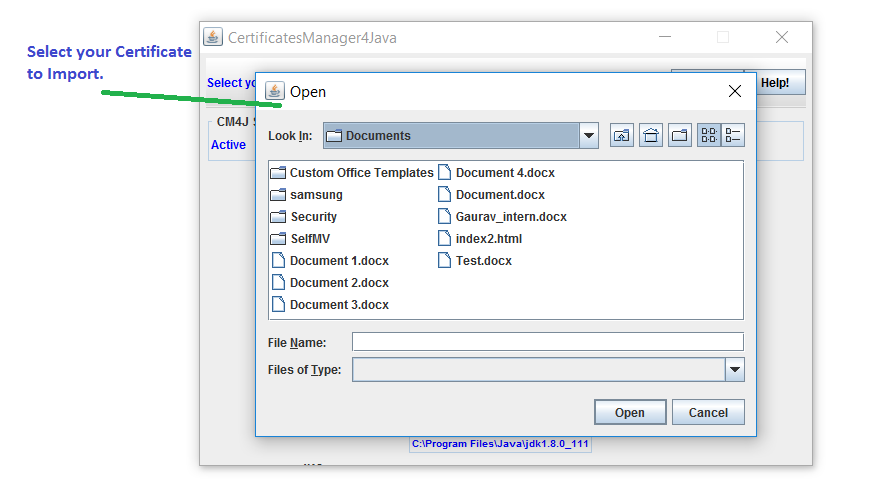 Select your Certificate
to Import.
CertificatesManager4Java
Select yo
Help!
Open
CM4J S
Active
Look In:
Documents
Custom Office Templates
samsung
Security
SelfMV
Document 1.docx
Document 2.docx
Document 3.docx
Document 4.docx
Document.docx
Gaurav_intern.docx
index2.html
Test.docx
File Name:
Files of Type:
Open
Cancel
C:\Program Files\Java\jdk1.8.0_111